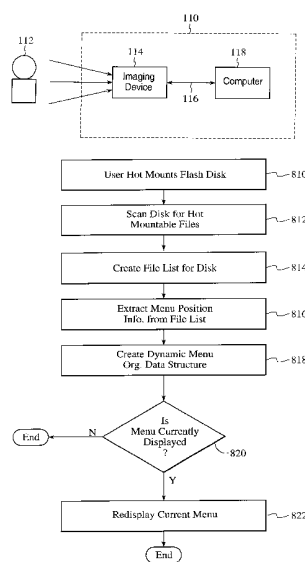 110
112
114
118
Imaging
Device
Computer
116
User Hot Mounts Flash Disk
810
Scan Disk for Hot
Mountable Files
812
Create File List for Disk
814
Extract Menu Position
Info. from File List
816
Create Dynamic Menu
Org. Data Structure
818
Is
Menu Currently
Displayed
?
N
End
820
Y
Redisplay Current Menu
822
End